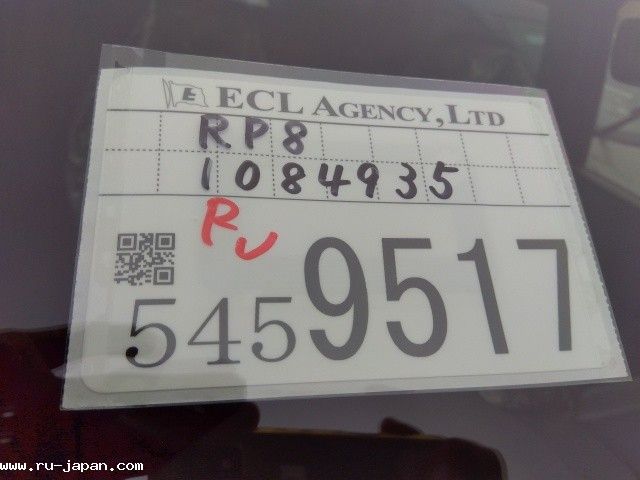 E ECL AGENCY, LTD
RP8
1084935
RU
5459517
www.ru-japan.com